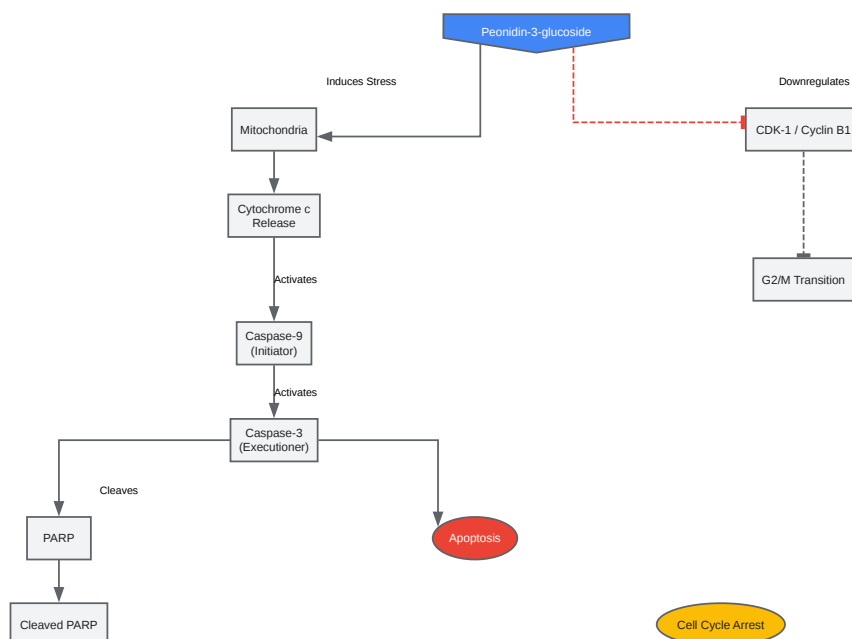 Peonidin-3-glucoside
Induces Stress
Downregulates
Mitochondria
CDK-1 / Cyclin B1
Cytochrome c
Release
Activates
G2/M Transition
Caspase-9
(Initiator)
Activates
Caspase-3
(Executioner)
Cleaves
PARP
Apoptosis
Cleaved PARP
Cell Cycle Arrest